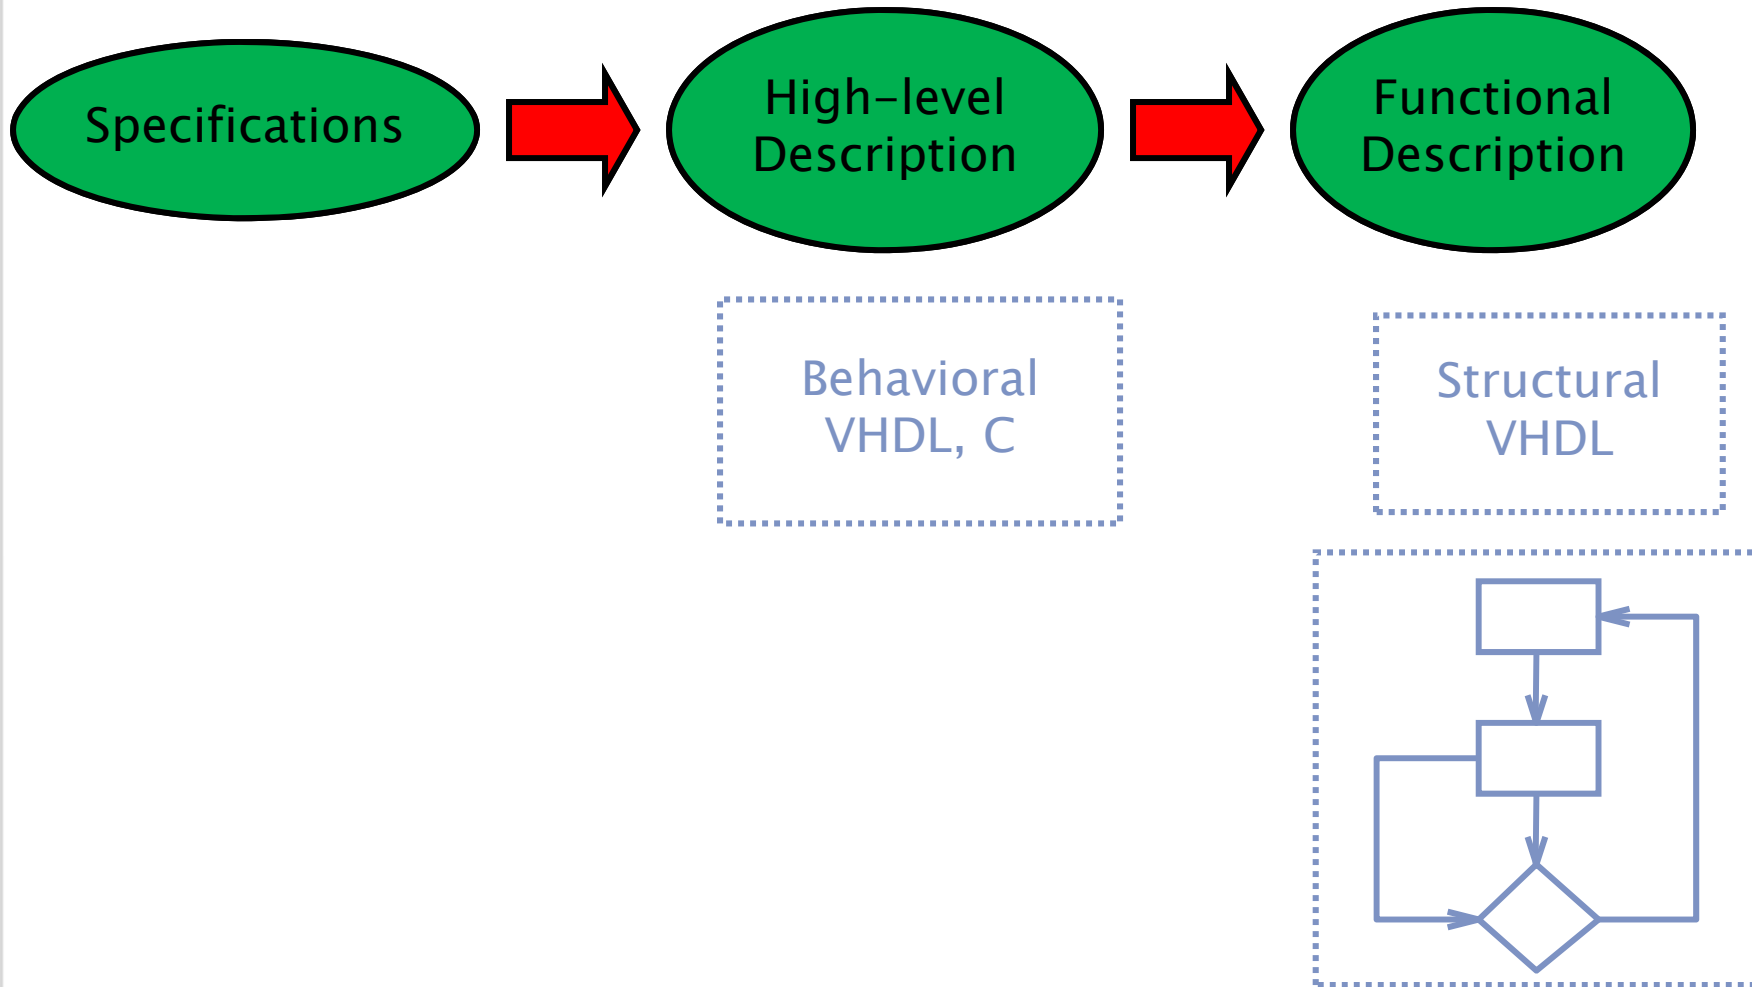 Specifications
High-level
Description
Functional
Description
Behavioral
VHDL, C
Structural
VHDL